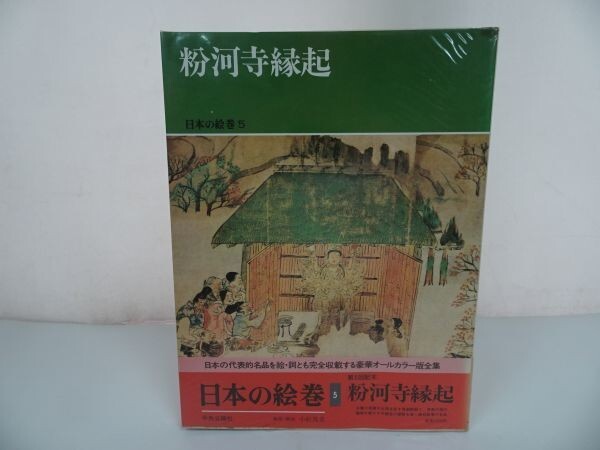 粉河寺縁起
日本の絵巻 5
日本の代表的名品を絵・詞とも完全収載する豪華オールカラー版全集
日本の絵巻 5 粉河寺縁起
中央公論社